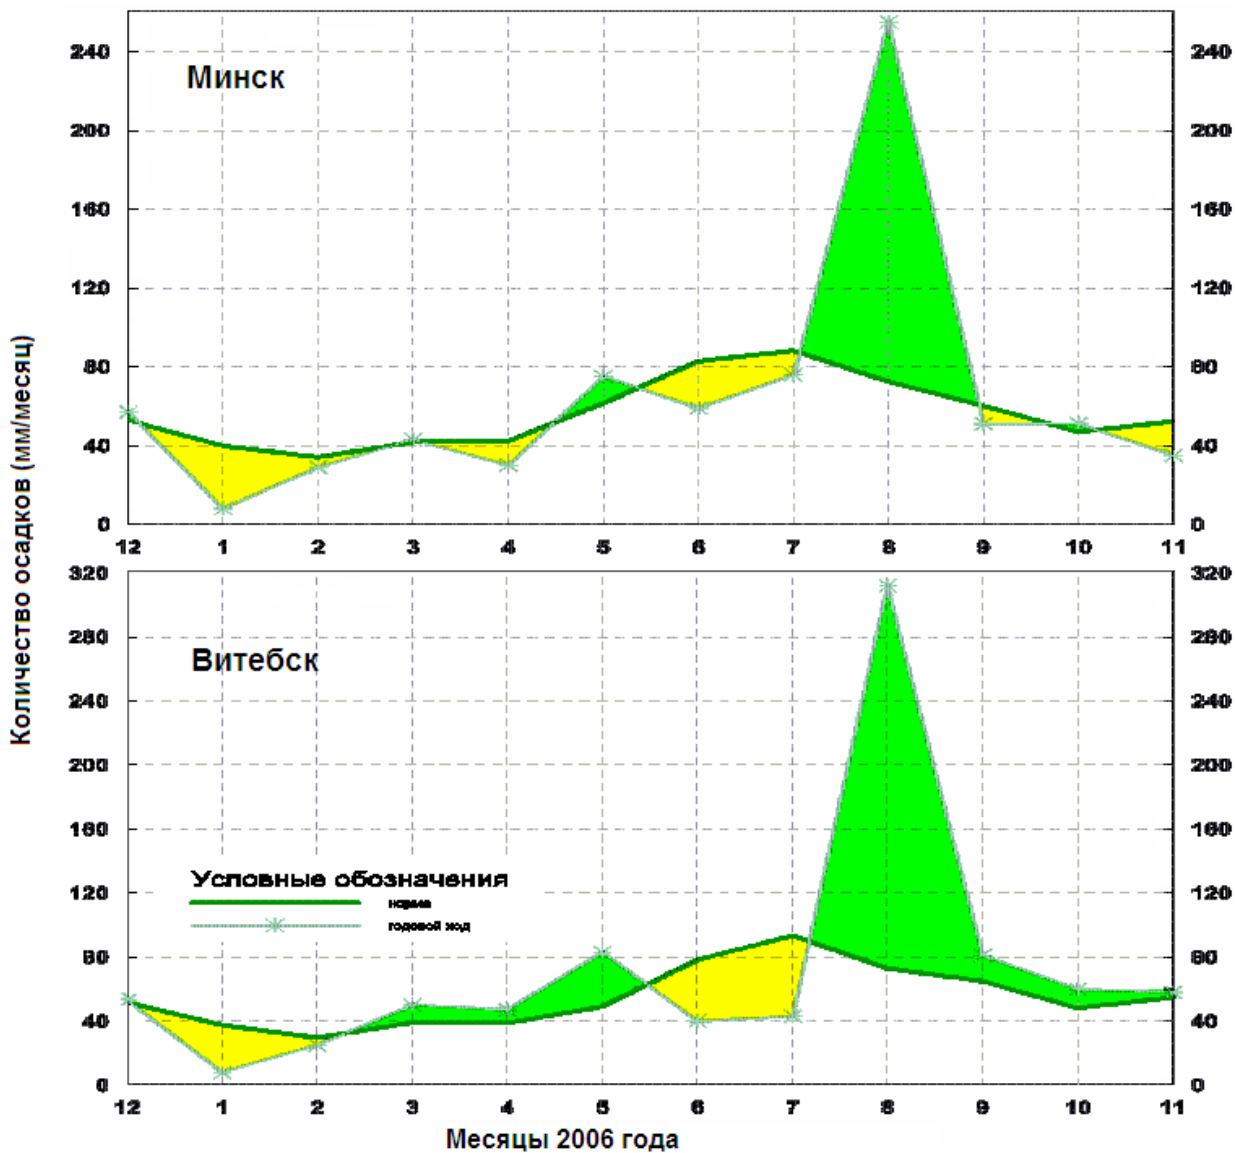 Количество осадков (мм/месяц)
Минск
240 240
200 200
160 160
120 120
80 80
40 40
0 0
12 1 2 3 4 5 6 7 8 9 10 11
320 320
280 280
Витебск
240 240
200 200
160 160
Условные обозначения
120 120
норма
годовой ход
80 80
40 40
0 0
12 1 2 3 4 5 6 7 8 9 10 11
Месяцы 2006 года